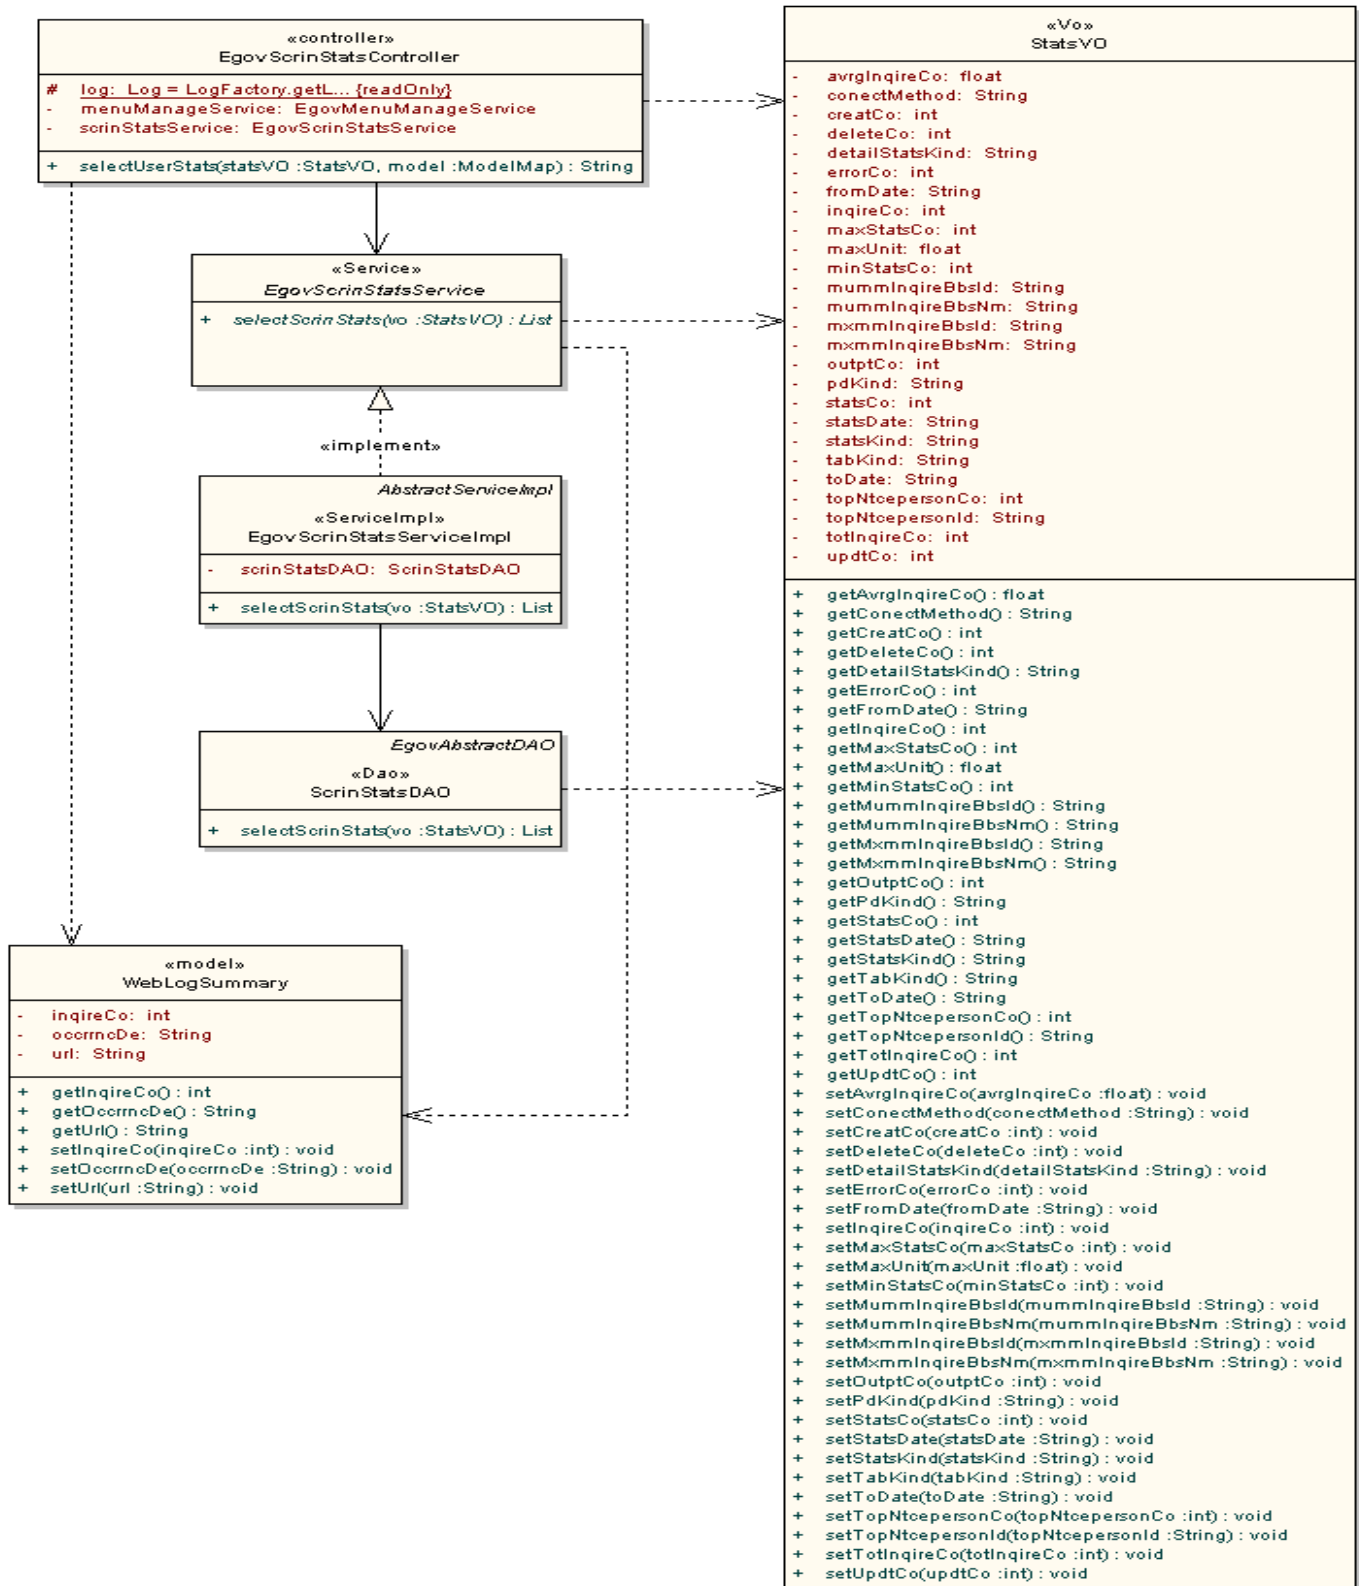 «controller»
EgovScrinStatsController
# log: Log = LogFactory.getL... {readOnly}
- menuManageService: EgovMenuManageService
- scrinStatsService: EgovScrinStatsService
+ selectUserStats(statsVO :StatsVO, model :ModelMap) : String
«Service»
EgovScrinStatsService
+ selectScrinStats(vo :StatsVO) : List
«implement»
AbstractServiceImpl
«ServiceImpl»
EgovScrinStatsServiceImpl
- scrinStatsDAO: ScrinStatsDAO
+ selectScrinStats(vo :StatsVO) : List
EgovAbstractDAO
«Dao»
ScrinStatsDAO
+ selectScrinStats(vo :StatsVO) : List
«model»
WebLogSummary
- inqireCo: int
- occrrncDe: String
- url: String
+ getInqireCo() : int
+ getOccrrncDe() : String
+ getUrl() : String
+ setInqireCo(inqireCo :int) : void
+ setOccrrncDe(occrrncDe :String) : void
+ setUrl(url :String) : void
«Vo»
StatsVO
- avrgInqireCo: float
- conectMethod: String
- creatCo: int
- deleteCo: int
- detailStatsKind: String
- errorCo: int
- fromDate: String
- inqireCo: int
- maxStatsCo: int
- maxUnit: float
- minStatsCo: int
- mummInqireBbsId: String
- mummInqireBbsNm: String
- mxmmInqireBbsId: String
- mxmmInqireBbsNm: String
- outptCo: int
- pdKind: String
- statsCo: int
- statsDate: String
- statsKind: String
- tabKind: String
- toDate: String
- topNtcepersonCo: int
- topNtcepersonId: String
- totInqireCo: int
- updtCo: int
+ getAvrgInqireCo() : float
+ getConectMethod() : String
+ getCreatCo() : int
+ getDeleteCo() : int
+ getDetailStatsKind() : String
+ getErrorCo() : int
+ getFromDate() : String
+ getInqireCo() : int
+ getMaxStatsCo() : int
+ getMaxUnit() : float
+ getMinStatsCo() : int
+ getMummInqireBbsId() : String
+ getMummInqireBbsNm() : String
+ getMxmmInqireBbsId() : String
+ getMxmmInqireBbsNm() : String
+ getOutptCo() : int
+ getPdKind() : String
+ getStatsCo() : int
+ getStatsDate() : String
+ getStatsKind() : String
+ getTabKind() : String
+ getToDate() : String
+ getTopNtcepersonCo() : int
+ getTopNtcepersonId() : String
+ getTotInqireCo() : int
+ getUpdtCo() : int
+ setAvrgInqireCo(avrgInqireCo :float) : void
+ setConectMethod(conectMethod :String) : void
+ setCreatCo(creatCo :int) : void
+ setDeleteCo(deleteCo :int) : void
+ setDetailStatsKind(detailStatsKind :String) : void
+ setErrorCo(errorCo :int) : void
+ setFromDate(fromDate :String) : void
+ setInqireCo(inqireCo :int) : void
+ setMaxStatsCo(maxStatsCo :int) : void
+ setMaxUnit(maxUnit :float) : void
+ setMinStatsCo(minStatsCo :int) : void
+ setMummInqireBbsId(mummInqireBbsId :String) : void
+ setMummInqireBbsNm(mummInqireBbsNm :String) : void
+ setMxmmInqireBbsId(mxmmInqireBbsId :String) : void
+ setMxmmInqireBbsNm(mxmmInqireBbsNm :String) : void
+ setOutptCo(outptCo :int) : void
+ setPdKind(pdKind :String) : void
+ setStatsCo(statsCo :int) : void
+ setStatsDate(statsDate :String) : void
+ setStatsKind(statsKind :String) : void
+ setTabKind(tabKind :String) : void
+ setToDate(toDate :String) : void
+ setTopNtcepersonCo(topNtcepersonCo :int) : void
+ setTopNtcepersonId(topNtcepersonId :String) : void
+ setTotInqireCo(totInqireCo :int) : void
+ setUpdtCo(updtCo :int) : void